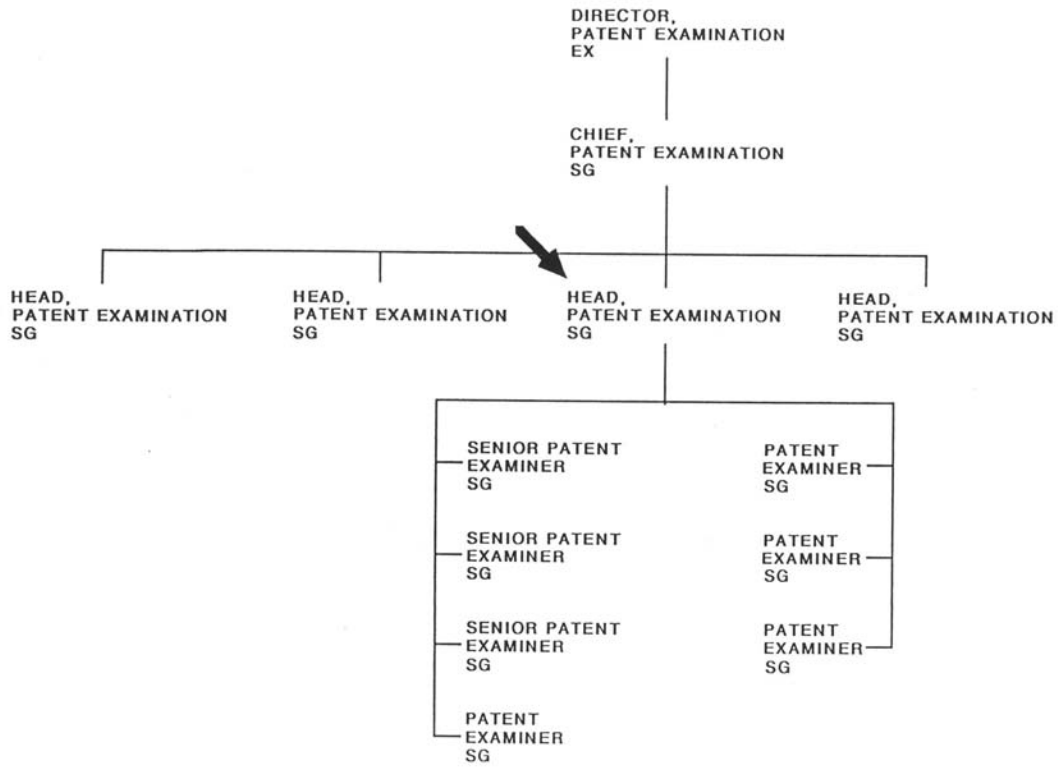 DIRECTOR,
PATENT EXAMINATION
EX
CHIEF,
PATENT EXAMINATION
SG
HEAD,
PATENT EXAMINATION
SG
HEAD,
PATENT EXAMINATION
SG
HEAD,
PATENT EXAMINATION
SG
HEAD,
PATENT EXAMINATION
SG
SENIOR PATENT
EXAMINER
SG
SENIOR PATENT
EXAMINER
SG
SENIOR PATENT
EXAMINER
SG
PATENT
EXAMINER
SG
PATENT
EXAMINER
SG
PATENT
EXAMINER
SG
PATENT
EXAMINER
SG